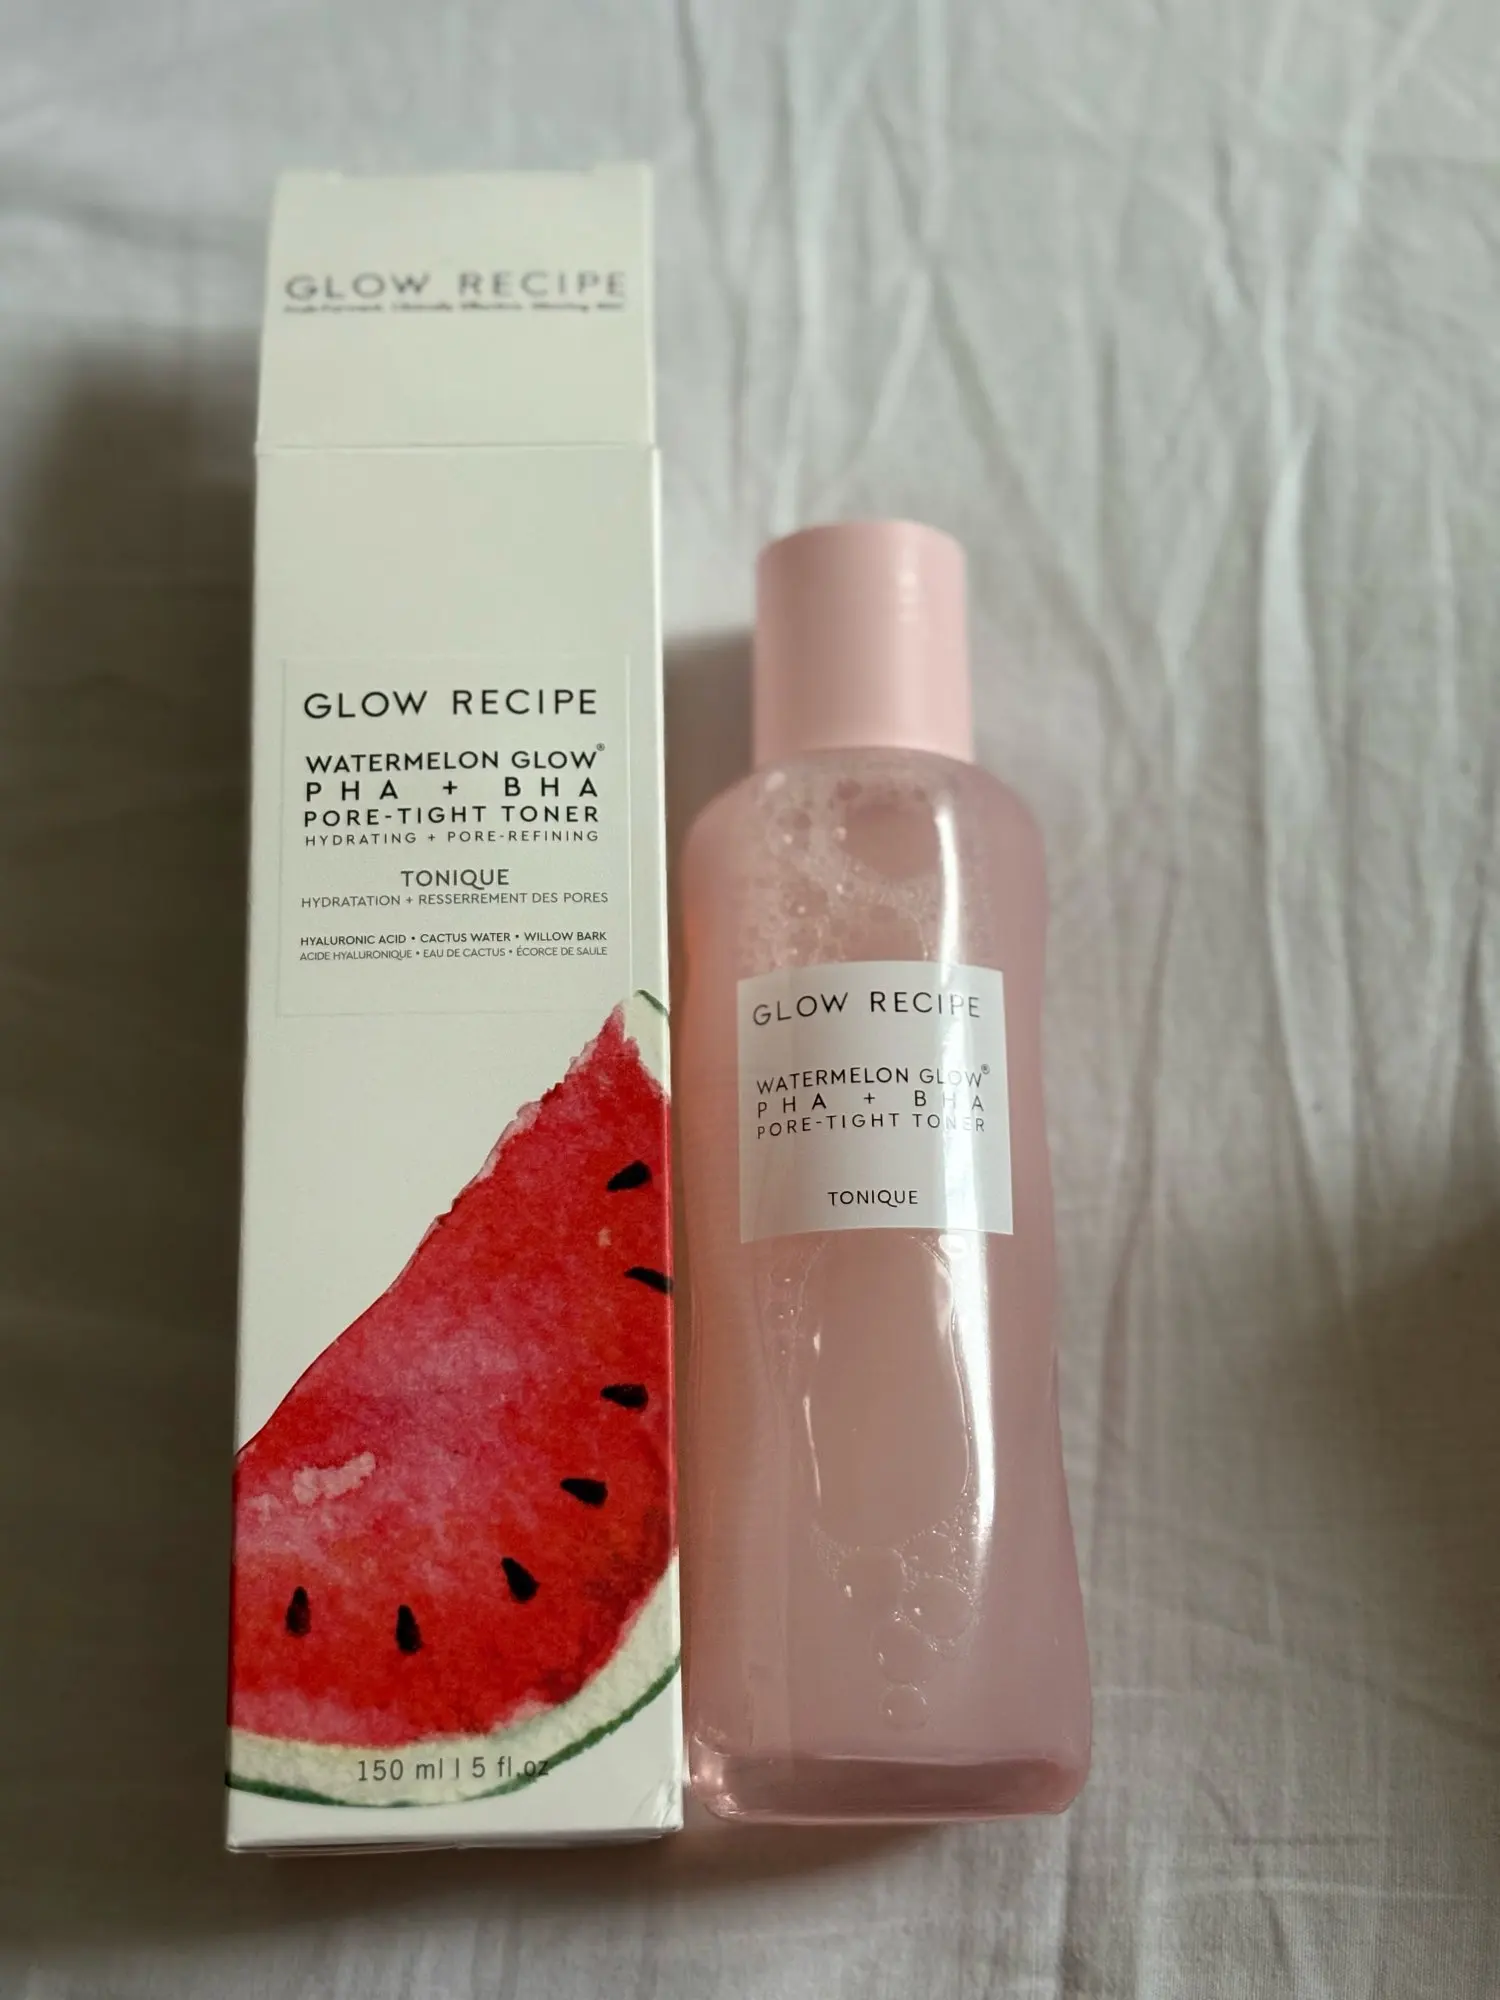 GLOW RECIPE
GLOW RECIPE
WATERMELON GLOW®
PHA + BHA
PORE-TIGHT TONER
HYDRATING + PORE-REFINING
TONIQUE
HYDRATATION + RESSERREMENT DES PORES
HYALURONIC ACID • CACTUS WATER • WILLOW BARK
ACIDE HYALURONIQUE • EAU DE CACTUS • ÉCORCE DE SAULE
150 ml | 5 fl.oz
GLOW RECIPE
WATERMELON GLOW®
PHA + BHA
PORE-TIGHT TONER
TONIQUE